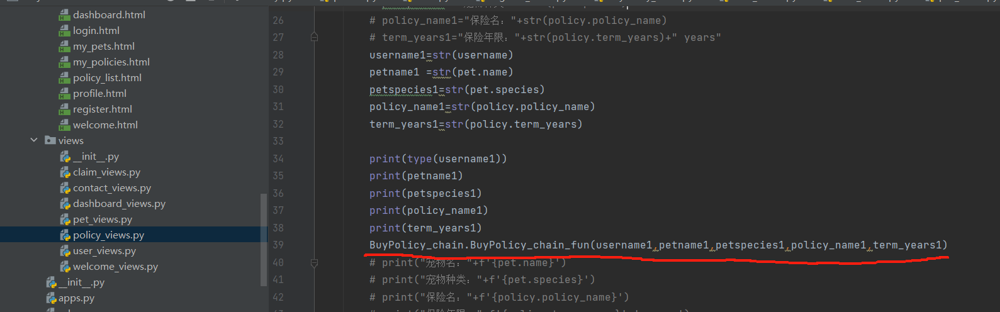 dashboard.html
login.html
my_pets.html
my_policies.html
policy_list.html
profile.html
register.html
welcome.html
views
__init__.py
claim_views.py
contact_views.py
dashboard_views.py
pet_views.py
policy_views.py
user_views.py
welcome_views.py
__init__.py
apps.py
26 # policy_name1="保险名："+str(policy.policy_name)
27 # term_years1="保险年限："+str(policy.term_years)+" years"
28 username1=str(username)
29 petname1 =str(pet.name)
30 petspecies1=str(pet.species)
31 policy_name1=str(policy.policy_name)
32 term_years1=str(policy.term_years)
33
34 print(type(username1))
35 print(petname1)
36 print(petspecies1)
37 print(policy_name1)
38 print(term_years1)
39 BuyPolicy_chain.BuyPolicy_chain_fun(username1,petname1,petspecies1,policy_name1,term_years1)
40 # print("宠物名："+f'{pet.name}')
41 # print("宠物种类："+f'{pet.species}')
42 # print("保险名："+f'{policy.policy_name}')